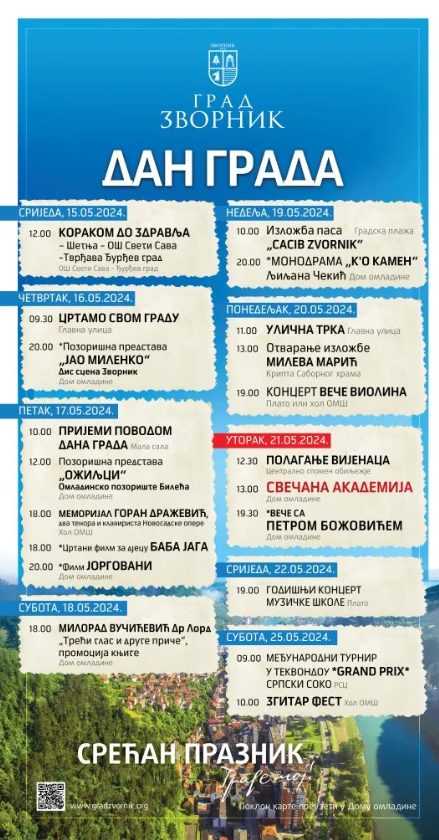 ЗВОРНИК
ГРАД
ЗВОРНИК
ДАН ГРАДА
СРИЈЕДА, 15.05.2024.
12.00 КОРАКОМ ДО ЗДРАВЉА
– Шетња – ОШ Свети Сава
-Тврђава Ђурђев град
ОШ Свети Сава - Ђурђев град
ЧЕТВРТАК, 16.05.2024.
09.30 ЦРТАМО СВОМ ГРАДУ
Главна улица
20.00 *Позоришна представа
„ЈАО МИЛЕНКО“
Дис сцена Зворник
Дом омладине
ПЕТАК, 17.05.2024.
10.00 ПРИЈЕМИ ПОВОДОМ
ДАНА ГРАДА Мала сала
12.00 Позоришна представа
„ОЖИЉЦИ“
Омладинско позориште Билећа
Дом омладине
18.00 МЕМОРИЈАЛ ГОРАН ДРАЖЕВИЋ,
два тенора и клавириста Новосадске опере
Хол ОМШ
18.00 *Цртани филм за дјецу БАБА ЈАГА
20.00 *Филм ЈОРГОВАНИ
Дом омладине
СУБОТА, 18.05.2024.
18.00 МИЛОРАД ВУЧИЋЕВИЋ Др Лорд
„Трећи глас и друге приче“,
промоција књиге
Дом омладине
НЕДЕЉА, 19.05.2024.
10.00 Изложба паса Градска плажа
„CACIB ZVORNIK“
20.00 *МОНОДРАМА „К'О КАМЕН“
Љиљана Чекић Дом омладине
ПОНЕДЕЉАК, 20.05.2024.
11.00 УЛИЧНА ТРКА Главна улица
13.00 Отварање изложбе
МИЛЕВА МАРИЋ
Крипта Саборног храма
19.00 КОНЦЕРТ ВЕЧЕ ВИОЛИНА
Плато или хол ОМШ
УТОРАК, 21.05.2024.
12.30 ПОЛАГАЊЕ ВИЈЕНАЦА
Централно спомен обиљежје
13.00 СВЕЧАНА АКАДЕМИЈА
Дом омладине
19.30 *ВЕЧЕ СА
ПЕТРОМ БОЖОВИЋЕМ
Дом омладине
СРИЈЕДА, 22.05.2024.
19.00 ГОДИШЊИ КОНЦЕРТ
МУЗИЧКЕ ШКОЛЕ Плато
СУБОТА, 25.05.2024.
09.00 МЕЂУНАРОДНИ ТУРНИР
У ТЕКВОНДОУ *GRAND PRIX*
СРПСКИ СОКО РСЦ
10.00 ЗГИТАР ФЕСТ Хол ОМШ
СРЕЋАН ПРАЗНИК
Граде мој!
www.gradzvornik.org
* Поклон карте преузети у Дому омладине